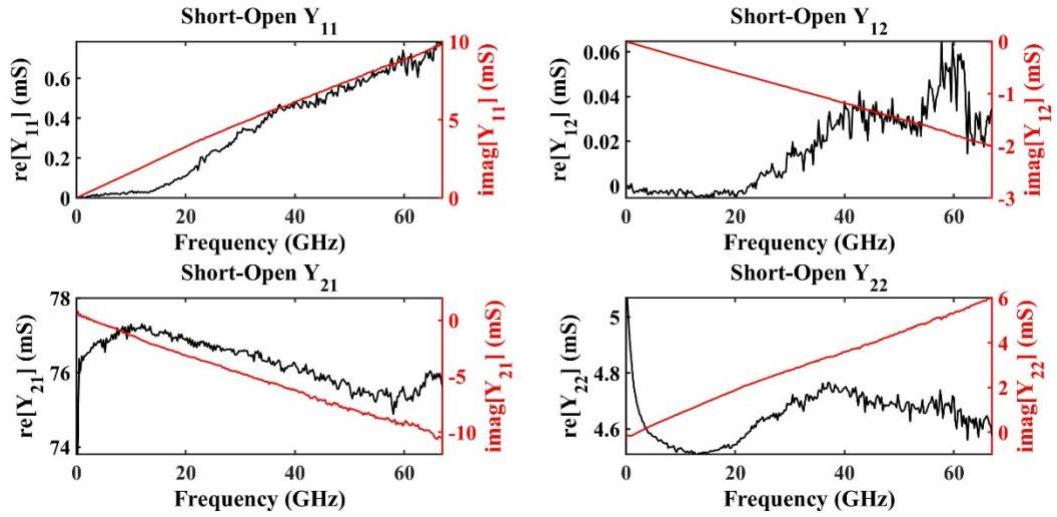 Short-Open Y11
re[Y11] (mS)
0.6
0.4
0.2
0
10
5
0
imag[Y11] (mS)
0 20 40 60
Frequency (GHz)
Short-Open Y12
re[Y12] (mS)
0.06
0.04
0.02
0
0
-1
-2
-3
imag[Y12] (mS)
0 20 40 60
Frequency (GHz)
Short-Open Y21
re[Y21] (mS)
78
76
74
0
-5
-10
imag[Y21] (mS)
0 20 40 60
Frequency (GHz)
Short-Open Y22
re[Y22] (mS)
5
4.8
4.6
6
4
2
0
imag[Y22] (mS)
0 20 40 60
Frequency (GHz)